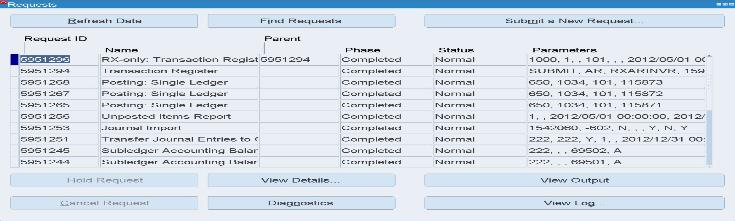 Requests
Refresh Data Find Requests Submit a New Request...
Request ID Parent
Name Phase Status Parameters
5951295 RX-only: Transaction Regist 5951294 Completed Normal 1000, 1, , 101, , , 2012/05/01 00
5951294 Transaction Register Completed Normal SUBMIT, AR, RXARINVR, 159
5951268 Posting: Single Ledger Completed Normal 650, 1034, 101, 115873
5951267 Posting: Single Ledger Completed Normal 650, 1034, 101, 115872
5951265 Posting: Single Ledger Completed Normal 650, 1034, 101, 115871
5951256 Unposted Items Report Completed Normal 1, , 2012/05/01 00:00:00, 2012/
5951253 Journal Import Completed Normal 1542080, -602, N, , , Y, N, Y
5951251 Transfer Journal Entries to G Completed Normal 222, 222, Y, 1, , 2012/12/31 00:
5951245 Subledger Accounting Balar Completed Normal 222, , , 69502, A
5951244 Subledger Accounting Balar Completed Normal 222, , , 69501, A
Hold Request View Details... View Output
Cancel Request Diagnostics View Log...